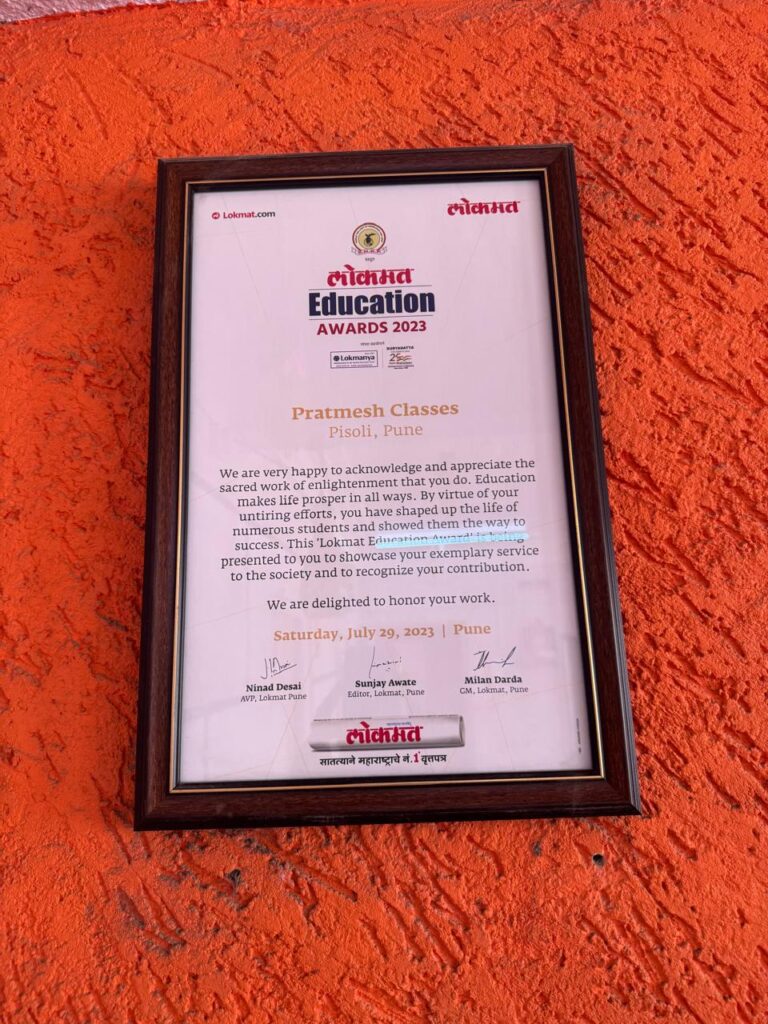 Lokmat.com
लोकमत
लोकमत
Education
AWARDS 2023
Lokmanya
SURYADATTA
Pratmesh Classes
Pisoli, Pune
We are very happy to acknowledge and appreciate the
sacred work of enlightenment that you do. Education
makes life prosper in all ways. By virtue of your
untiring efforts, you have shaped up the life of
numerous students and showed them the way to
success. This 'Lokmat Education Award' is being
presented to you to showcase your exemplary service
to the society and to recognize your contribution.
We are delighted to honor your work.
Saturday, July 29, 2023 | Pune
Ninad Desai
AVP, Lokmat Pune
Sunjay Awate
Editor, Lokmat, Pune
Milan Darda
GM, Lokmat, Pune
लोकमत
सातत्याने महाराष्ट्राचे नं.1 वृत्तपत्र